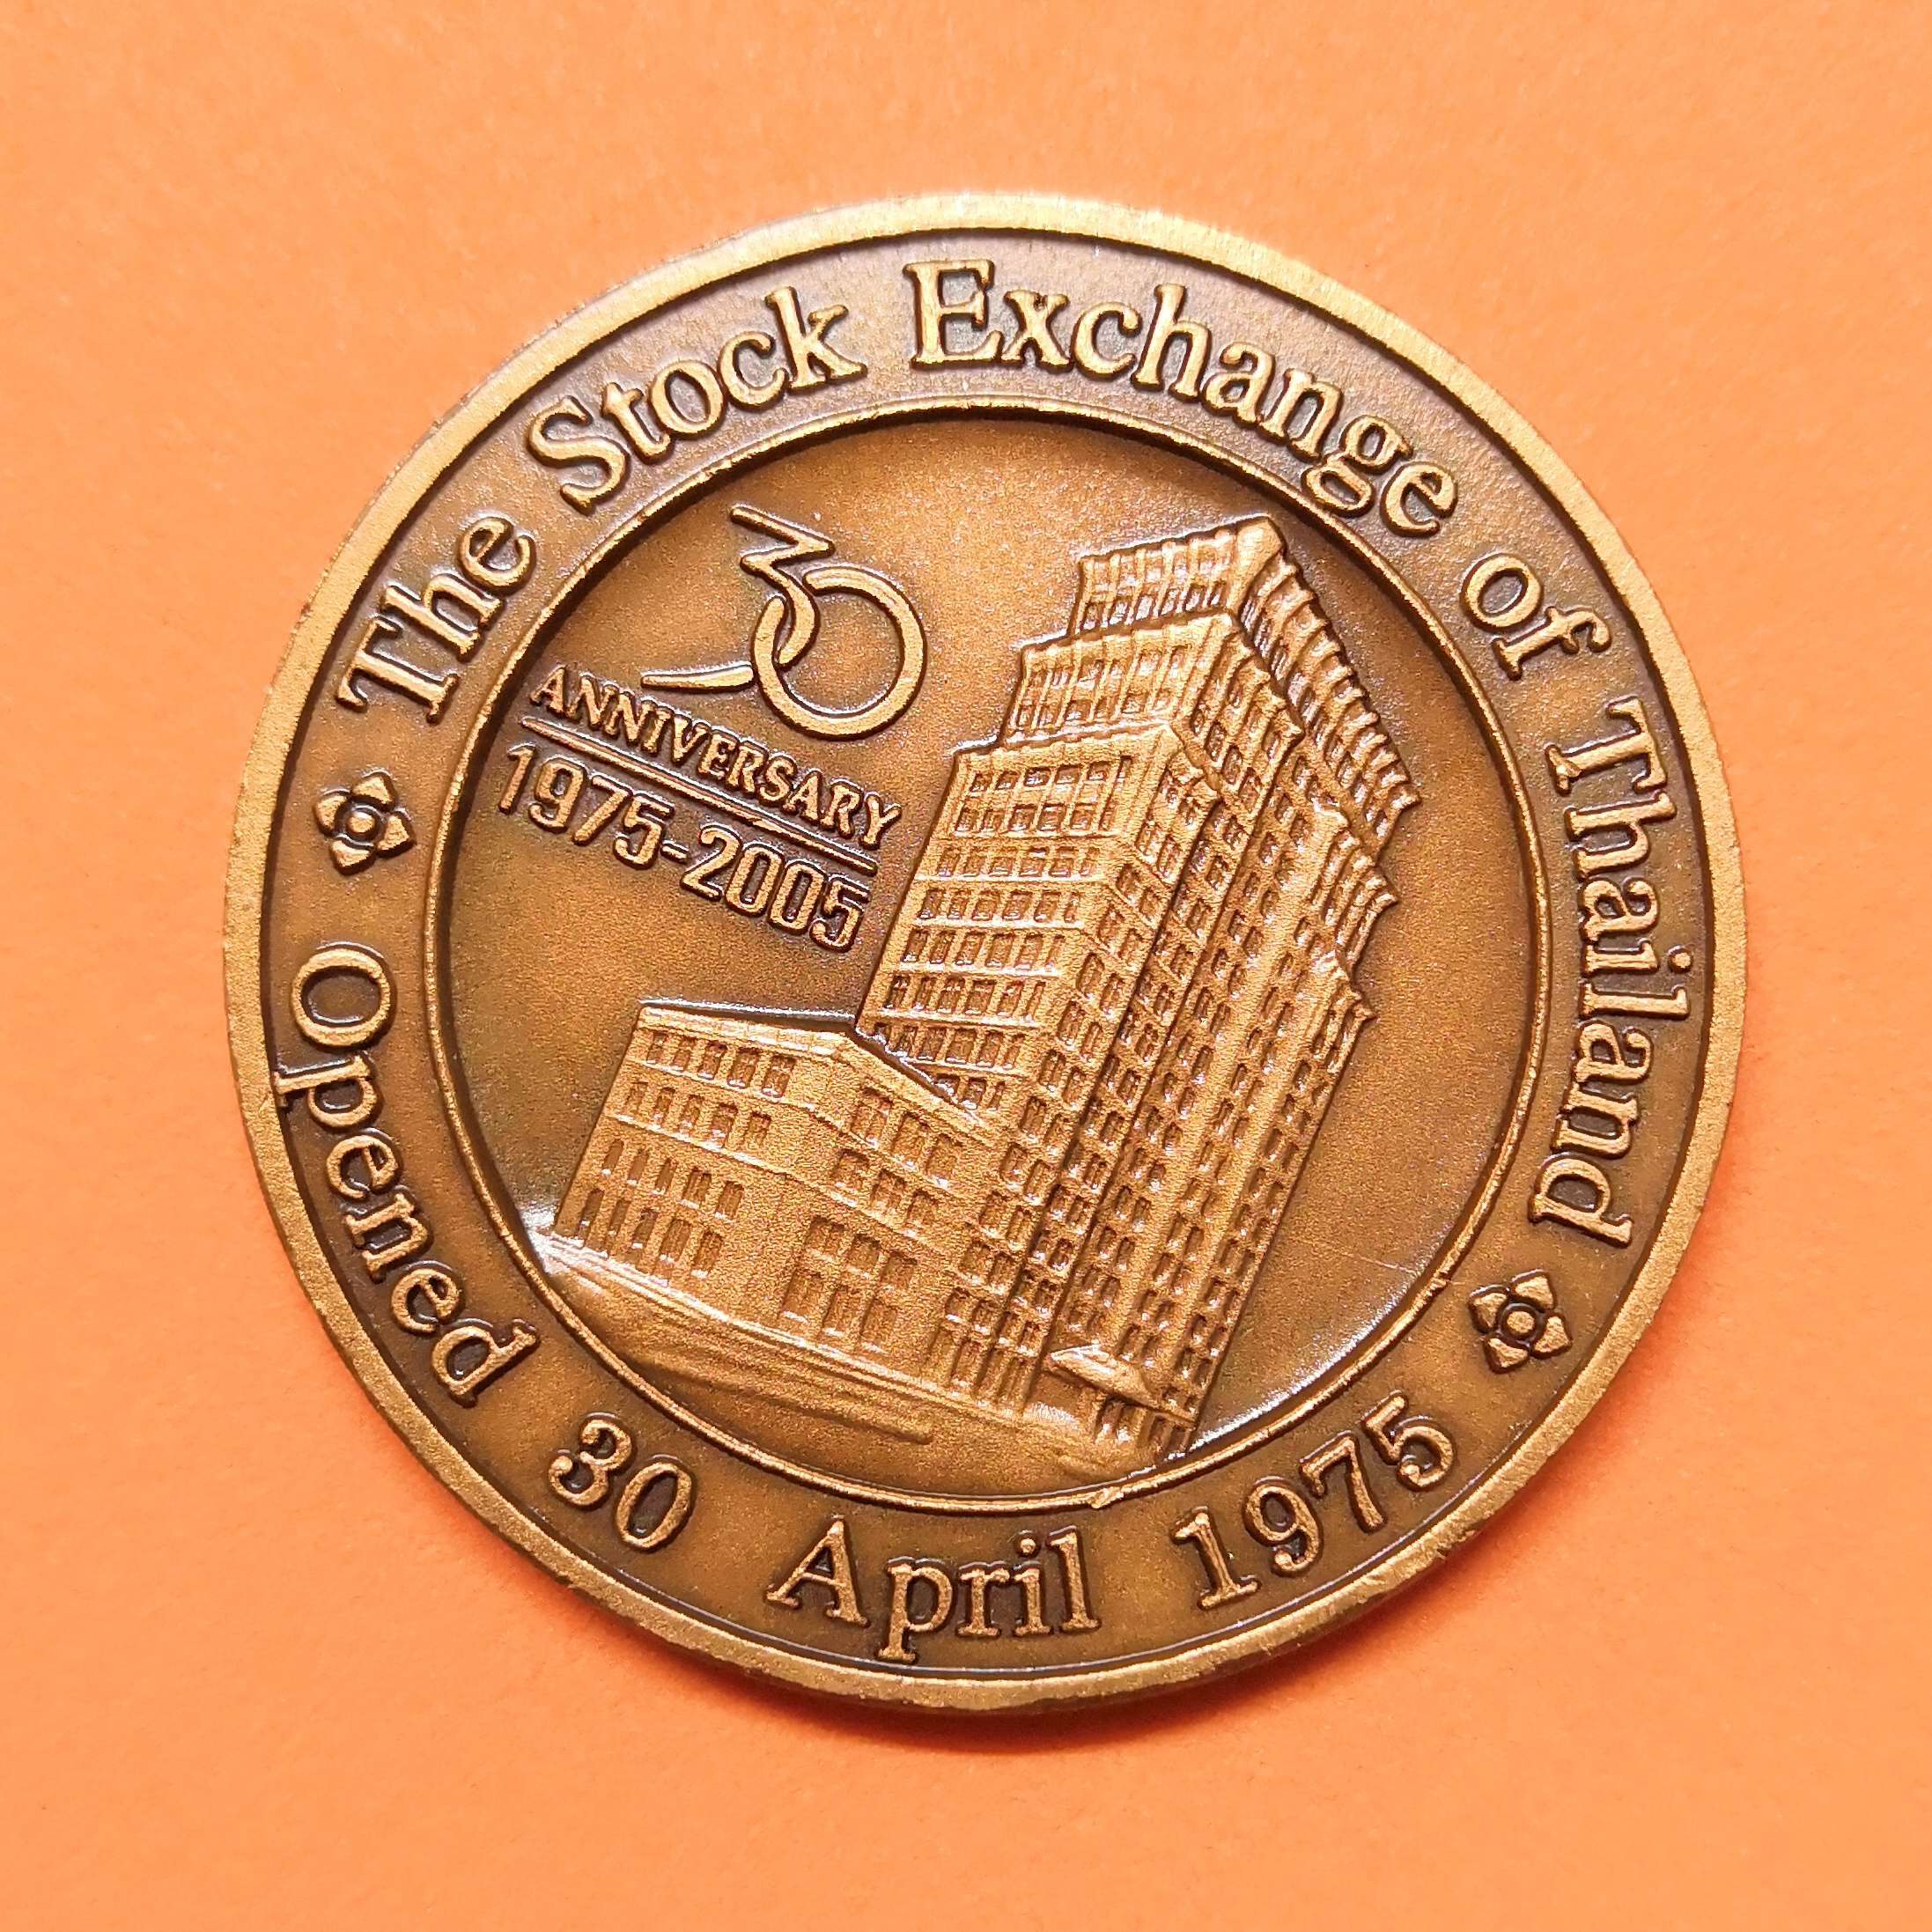 The Stock Exchange of Thailand
30
ANNIVERSARY
1975-2005
Opened 30 April 1975